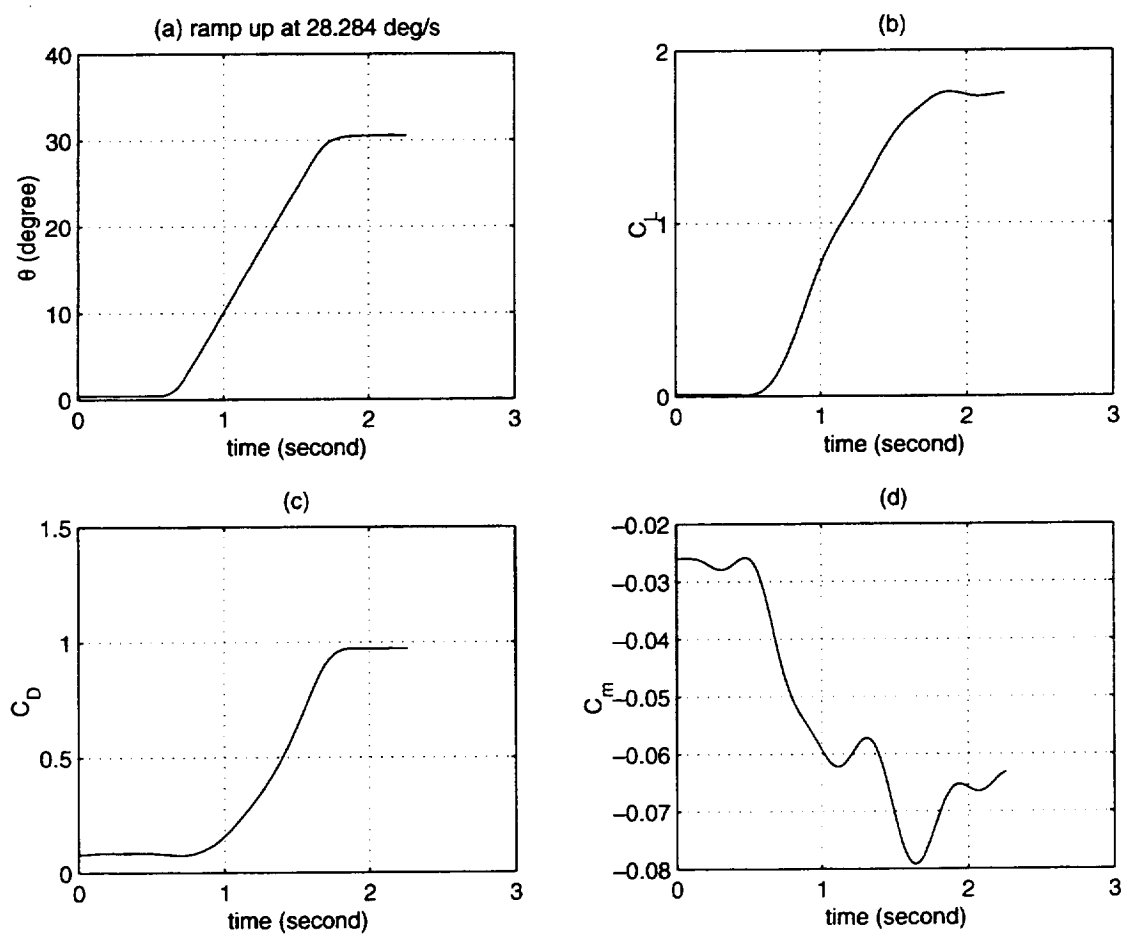 (a) ramp up at 28.284 deg/s
40
30
20
10
0
θ (degree)
0 1 2 3
time (second)
(b)
2
1
0
C_L
0 1 2 3
time (second)
(c)
1.5
1
0.5
0
C_D
0 1 2 3
time (second)
(d)
−0.02
−0.03
−0.04
−0.05
−0.06
−0.07
−0.08
C_m
0 1 2 3
time (second)